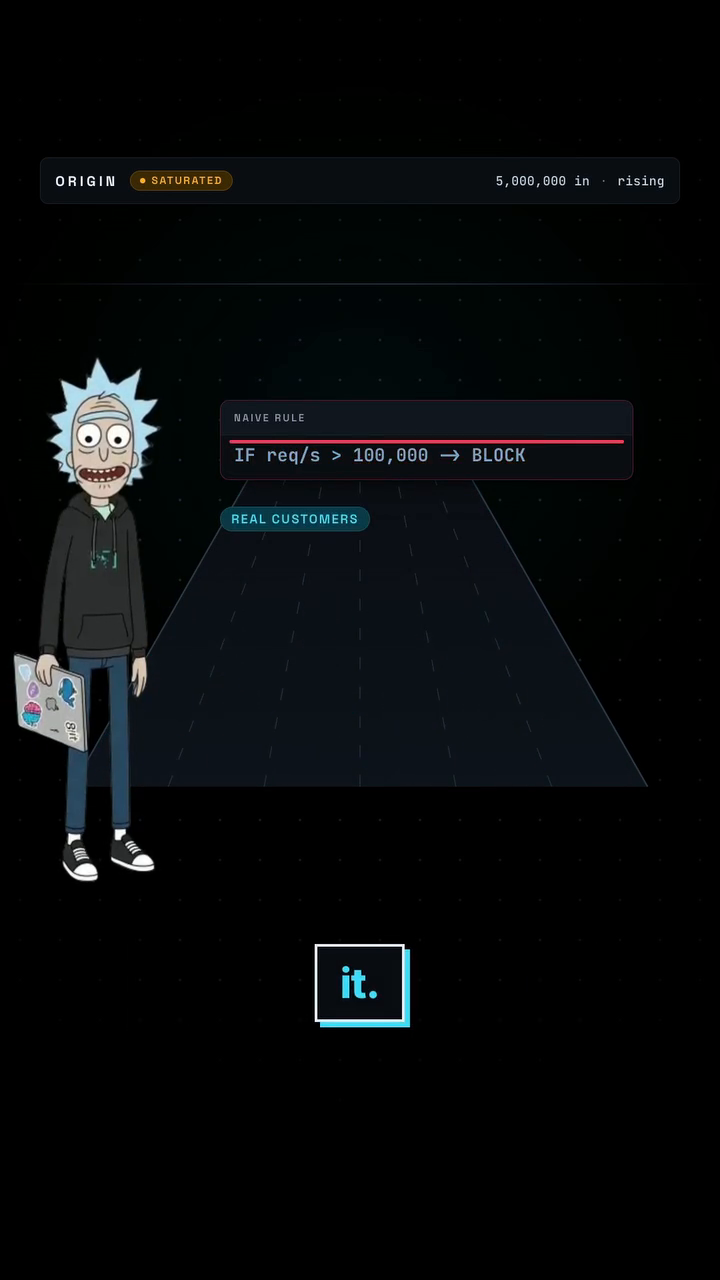 ORIGIN SATURATED 5,000,000 in · rising
NAIVE RULE
IF req/s > 100,000 → BLOCK
REAL CUSTOMERS
it.